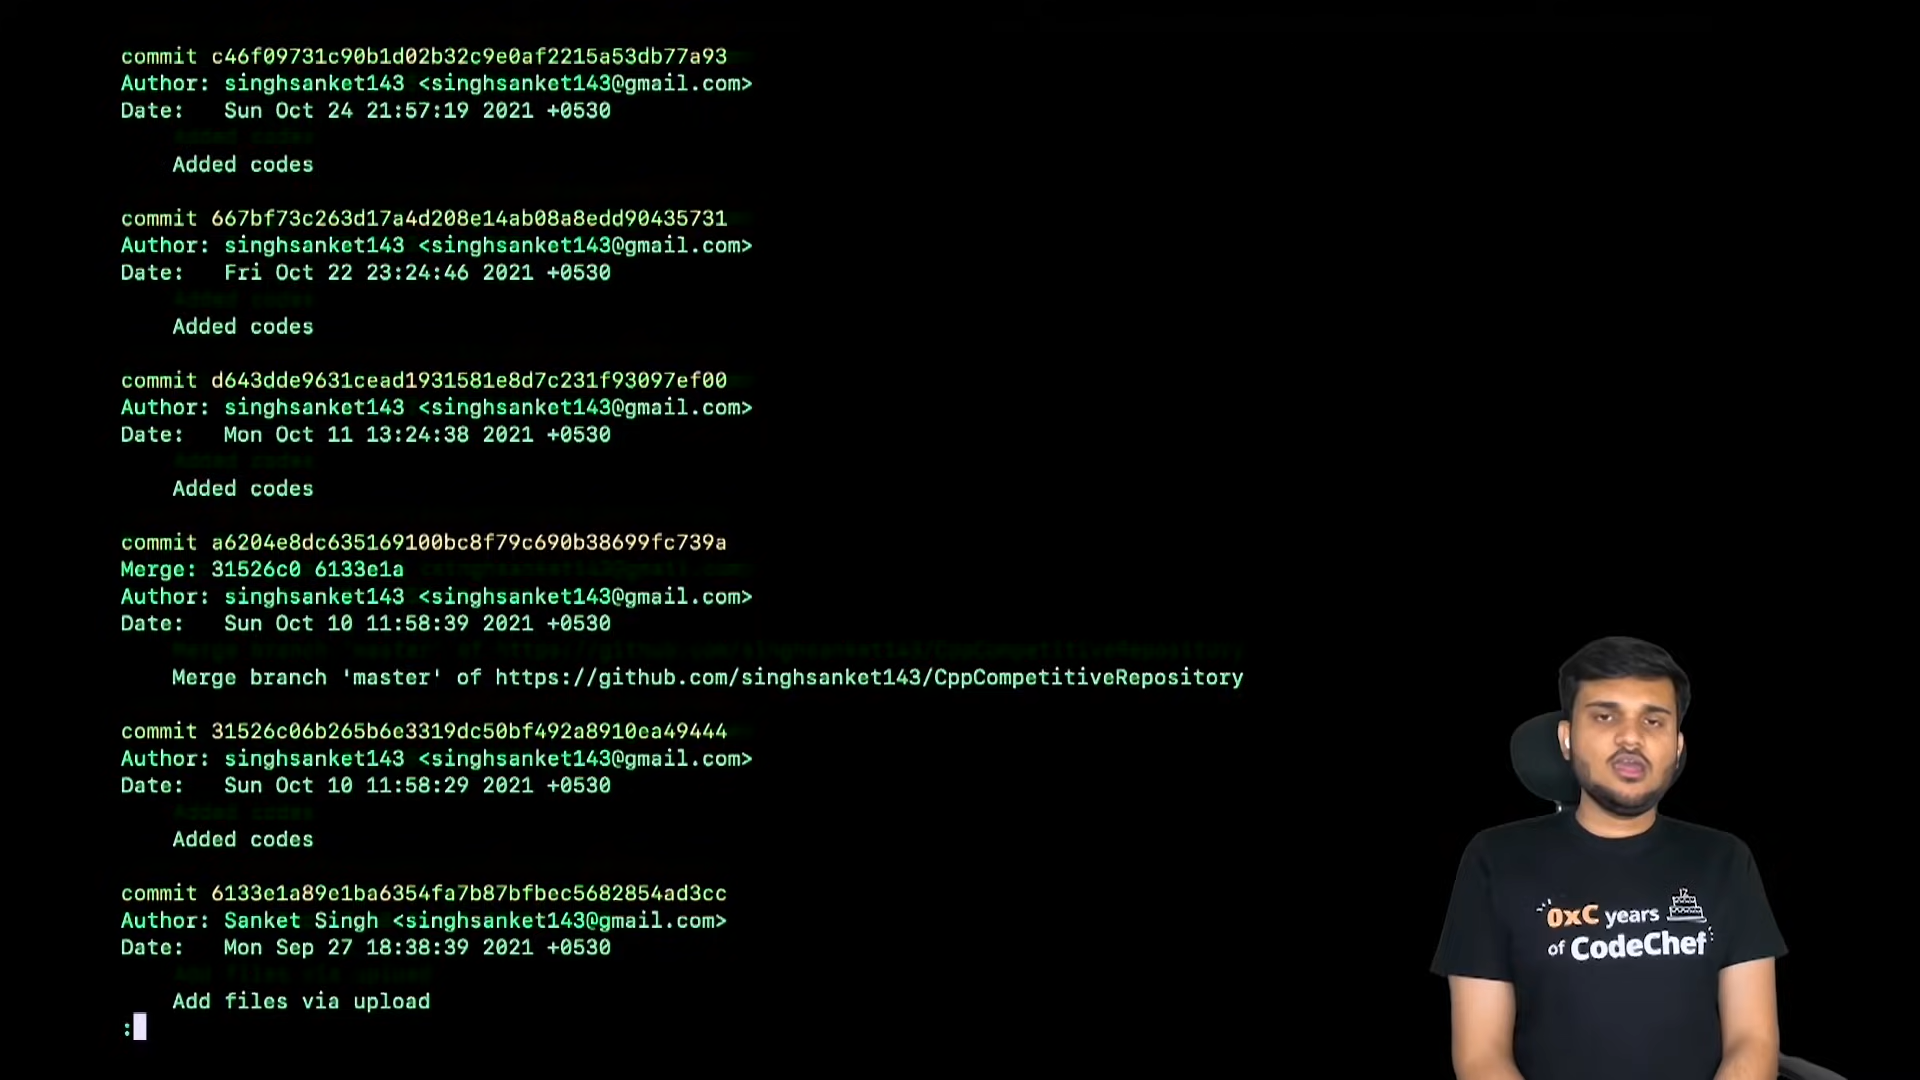 commit c46f09731c90b1d02b32c9e0af2215a53db77a93
Author: singhsanket143 <singhsanket143@gmail.com>
Date:   Sun Oct 24 21:57:19 2021 +0530
Added codes
commit 667bf73c263d17a4d208e14ab08a8edd90435731
Author: singhsanket143 <singhsanket143@gmail.com>
Date:   Fri Oct 22 23:24:46 2021 +0530
Added codes
commit d643dde9631cead1931581e8d7c231f93097ef00
Author: singhsanket143 <singhsanket143@gmail.com>
Date:   Mon Oct 11 13:24:38 2021 +0530
Added codes
commit a6204e8dc635169100bc8f79c690b38699fc739a
Merge: 31526c0 6133e1a
Author: singhsanket143 <singhsanket143@gmail.com>
Date:   Sun Oct 10 11:58:39 2021 +0530
Merge branch 'master' of https://github.com/singhsanket143/CppCompetitiveRepository
commit 31526c06b265b6e3319dc50bf492a8910ea49444
Author: singhsanket143 <singhsanket143@gmail.com>
Date:   Sun Oct 10 11:58:29 2021 +0530
Added codes
commit 6133e1a89e1ba6354fa7b87bfbec5682854ad3cc
Author: Sanket Singh <singhsanket143@gmail.com>
Date:   Mon Sep 27 18:38:39 2021 +0530
Add files via upload
:
12
0xC years
of CodeChef